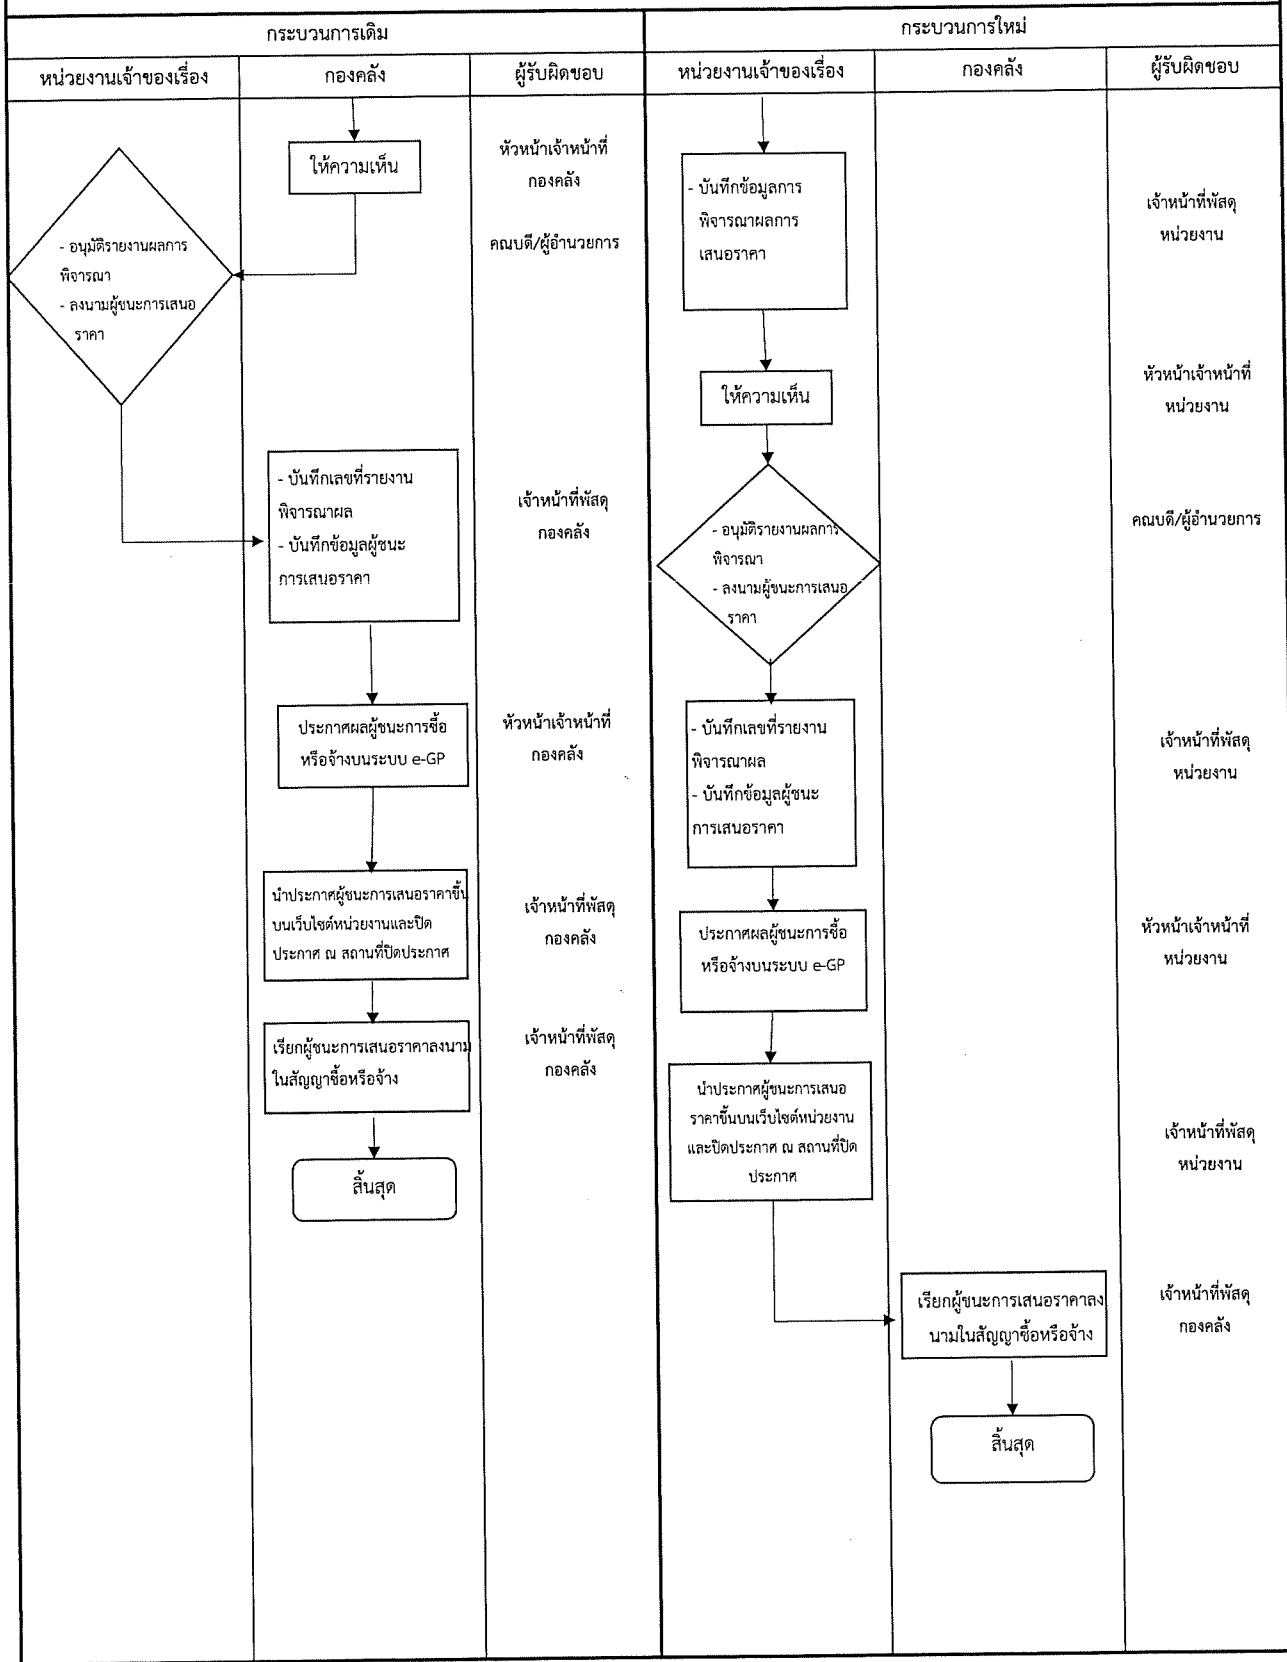 กระบวนการเดิม
กระบวนการใหม่
หน่วยงานเจ้าของเรื่อง
กองคลัง
ผู้รับผิดชอบ
หน่วยงานเจ้าของเรื่อง
กองคลัง
ผู้รับผิดชอบ
ให้ความเห็น
หัวหน้าเจ้าหน้าที่
กองคลัง
- อนุมัติรายงานผลการ
พิจารณา
- ลงนามผู้ชนะการเสนอ
ราคา
คณบดี/ผู้อำนวยการ
- บันทึกเลขที่รายงาน
พิจารณาผล
- บันทึกข้อมูลผู้ชนะ
การเสนอราคา
เจ้าหน้าที่พัสดุ
กองคลัง
ประกาศผลผู้ชนะการซื้อ
หรือจ้างบนระบบ e-GP
หัวหน้าเจ้าหน้าที่
กองคลัง
นำประกาศผู้ชนะการเสนอราคาขึ้น
บนเว็บไซต์หน่วยงานและปิด
ประกาศ ณ สถานที่ปิดประกาศ
เจ้าหน้าที่พัสดุ
กองคลัง
เรียกผู้ชนะการเสนอราคาลงนาม
ในสัญญาซื้อหรือจ้าง
เจ้าหน้าที่พัสดุ
กองคลัง
สิ้นสุด
- บันทึกข้อมูลการ
พิจารณาผลการ
เสนอราคา
เจ้าหน้าที่พัสดุ
หน่วยงาน
ให้ความเห็น
หัวหน้าเจ้าหน้าที่
หน่วยงาน
- อนุมัติรายงานผลการ
พิจารณา
- ลงนามผู้ชนะการเสนอ
ราคา
คณบดี/ผู้อำนวยการ
- บันทึกเลขที่รายงาน
พิจารณาผล
- บันทึกข้อมูลผู้ชนะ
การเสนอราคา
เจ้าหน้าที่พัสดุ
หน่วยงาน
ประกาศผลผู้ชนะการซื้อ
หรือจ้างบนระบบ e-GP
หัวหน้าเจ้าหน้าที่
หน่วยงาน
นำประกาศผู้ชนะการเสนอ
ราคาขึ้นบนเว็บไซต์หน่วยงาน
และปิดประกาศ ณ สถานที่ปิด
ประกาศ
เจ้าหน้าที่พัสดุ
หน่วยงาน
เรียกผู้ชนะการเสนอราคาลง
นามในสัญญาซื้อหรือจ้าง
เจ้าหน้าที่พัสดุ
กองคลัง
สิ้นสุด